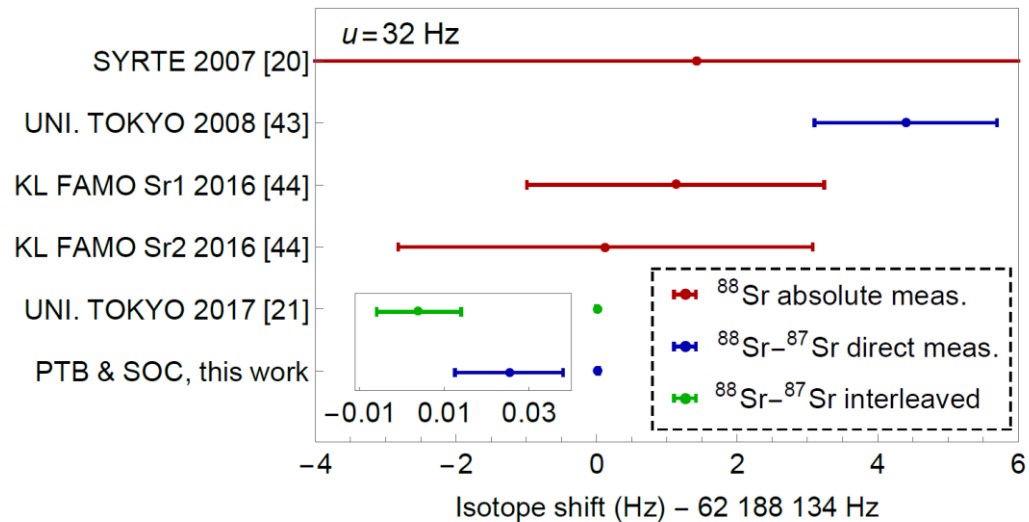 u=32 Hz
SYRTE 2007 [20]
UNI. TOKYO 2008 [43]
KL FAMO Sr1 2016 [44]
KL FAMO Sr2 2016 [44]
UNI. TOKYO 2017 [21]
PTB & SOC, this work
−0.01 0.01 0.03
⁸⁸Sr absolute meas.
⁸⁸Sr−⁸⁷Sr direct meas.
⁸⁸Sr−⁸⁷Sr interleaved
−4 −2 0 2 4 6
Isotope shift (Hz) − 62 188 134 Hz